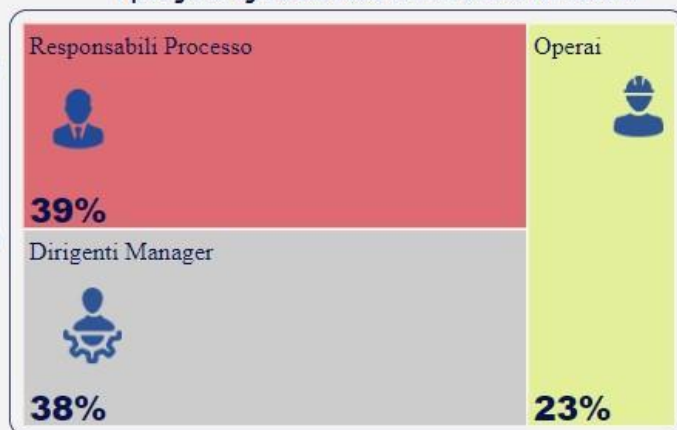 Responsabili Processo
39%
Dirigenti Manager
38%
Operai
23%